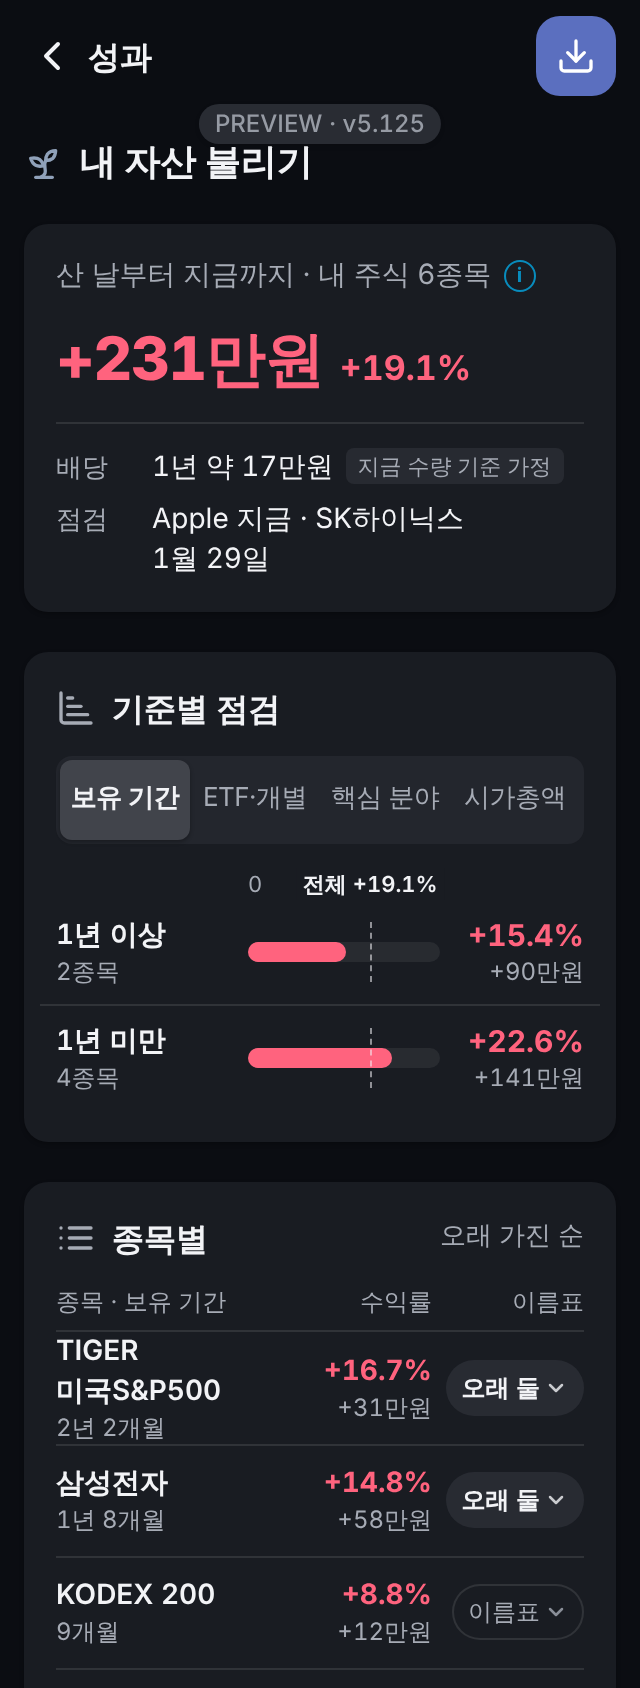 성과
PREVIEW · v5.125
내 자산 불리기
산 날부터 지금까지 · 내 주식 6종목 i
+231만원 +19.1%
배당 1년 약 17만원 지금 수량 기준 가정
점검 Apple 지금 · SK하이닉스
1월 29일
기준별 점검
보유 기간 ETF·개별 핵심 분야 시가총액
0 전체 +19.1%
1년 이상 +15.4%
2종목 +90만원
1년 미만 +22.6%
4종목 +141만원
종목별 오래 가진 순
종목 · 보유 기간 수익률 이름표
TIGER
미국S&P500 +16.7% 오래 둘
2년 2개월 +31만원
삼성전자 +14.8% 오래 둘
1년 8개월 +58만원
KODEX 200 +8.8% 이름표
9개월 +12만원